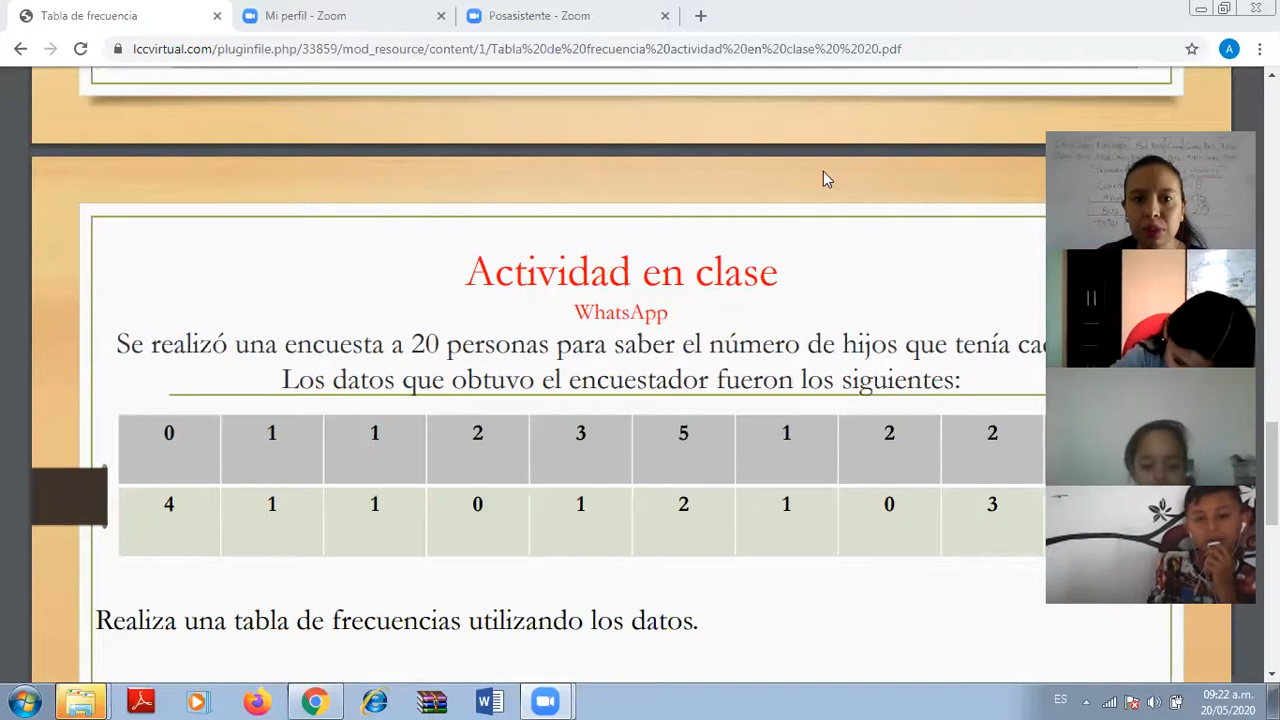 Tabla de frecuencia
Mi perfil - Zoom
Posasistente - Zoom
lccvirtual.com/pluginfile.php/33859/mod_resource/content/1/Tabla%20de%20frecuencia%20actividad%20en%20clase%20%2020.pdf
A
Actividad en clase
WhatsApp
Se realizó una encuesta a 20 personas para saber el número de hijos que tenía
Los datos que obtuvo el encuestador fueron los siguientes:
0 1 1 2 3 5 1 2 2
4 1 1 0 1 2 1 0 3
Realiza una tabla de frecuencias utilizando los datos.
ES
09:22 a.m.
20/05/2020